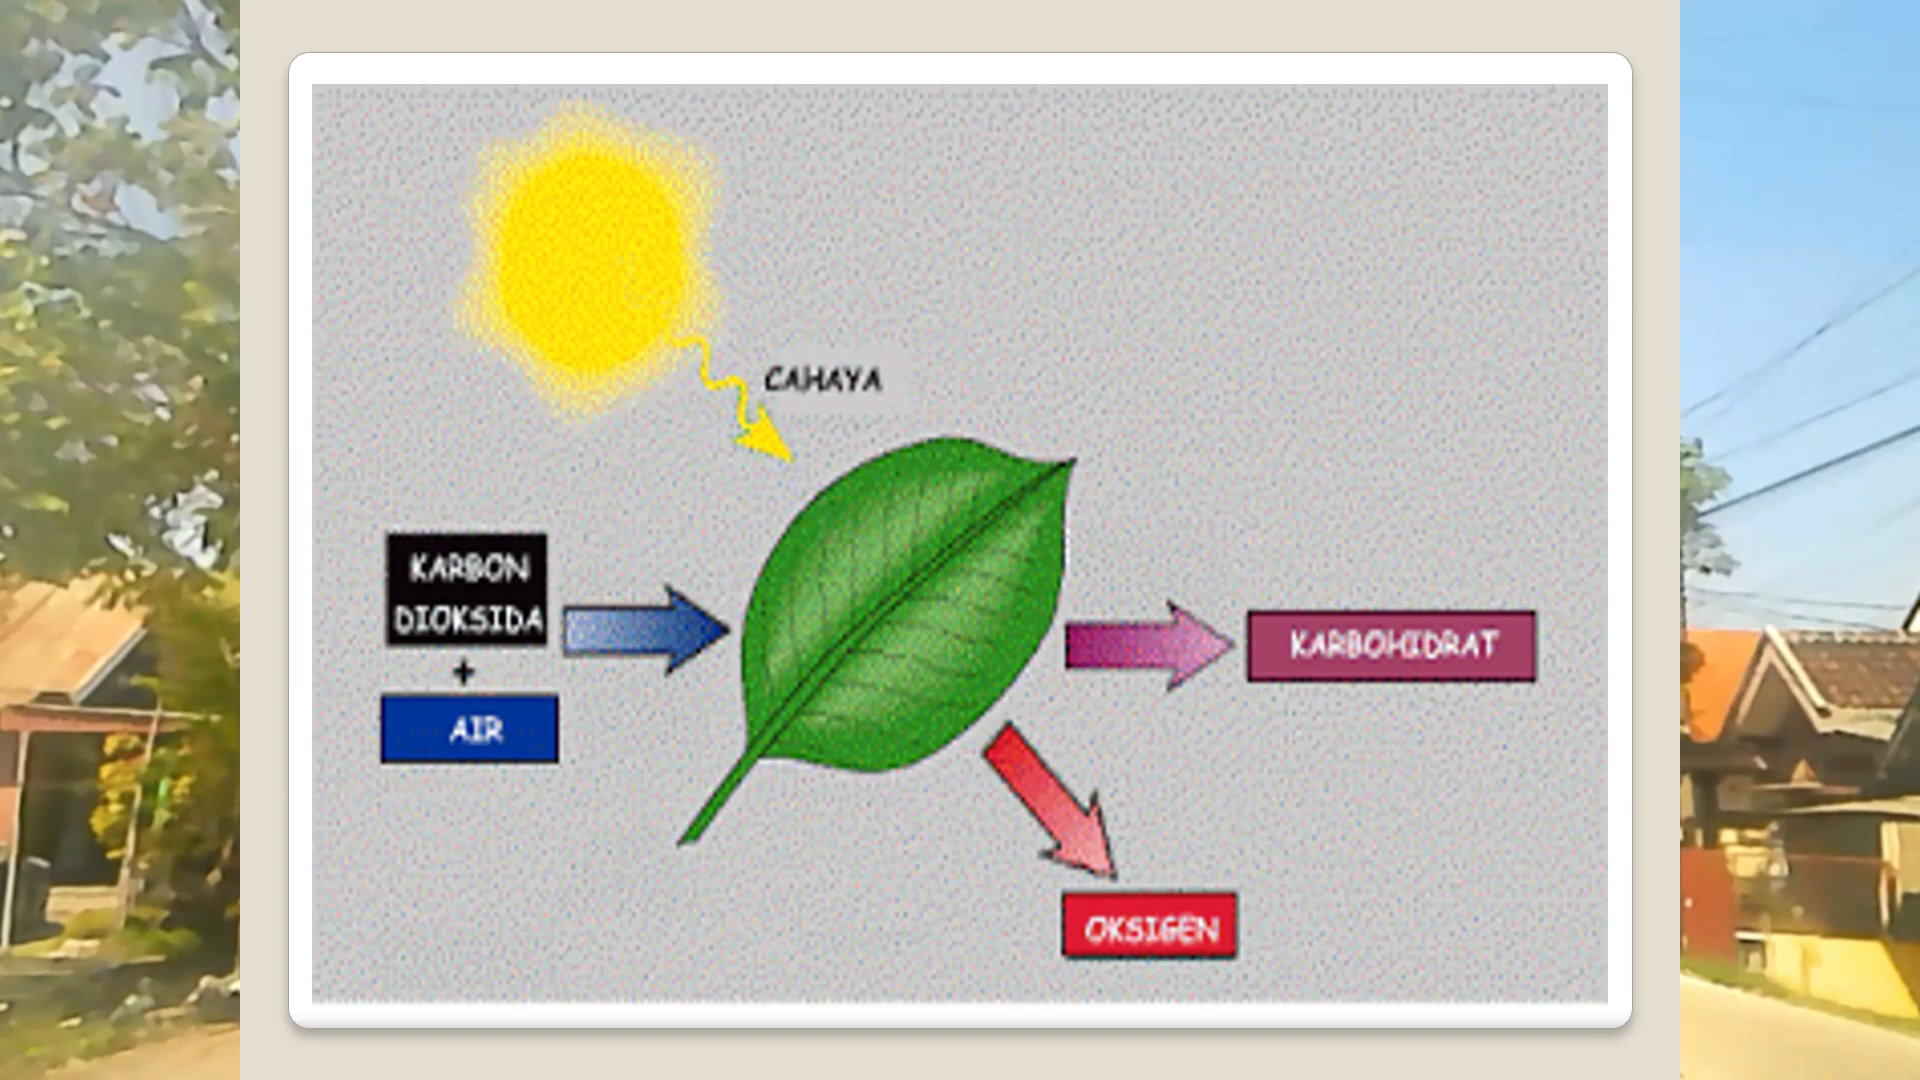 CAHAYA
KARBON
DIOKSIDA
+
AIR
KARBOHIDRAT
OKSIGEN